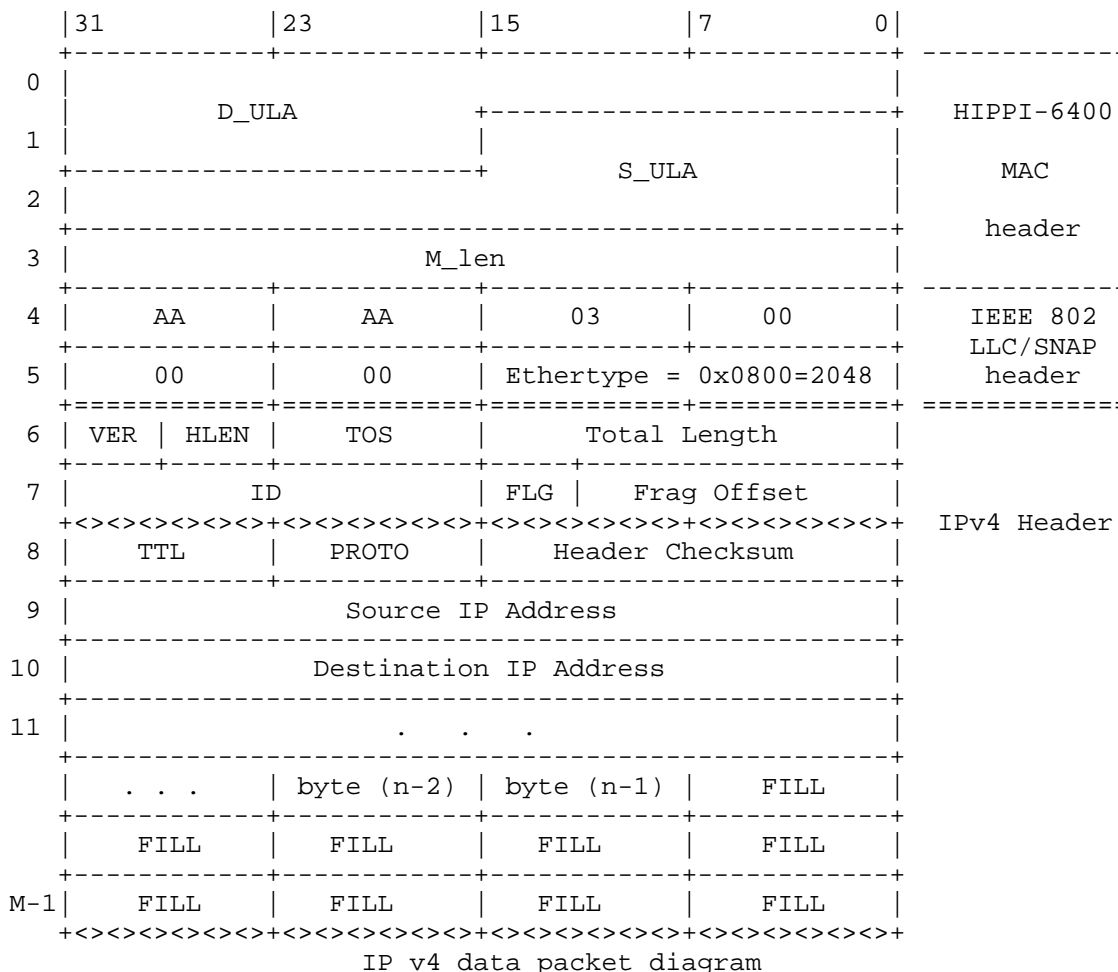 |31 |23 |15 |7 0|
+------------+------------+------------+------------+ ------------
0 | |
| D_ULA +-------------------------+ HIPPI-6400
1 | | |
+-------------------------+ S_ULA | MAC
2 | |
+---------------------------------------------------+ header
3 | M_len |
+------------+------------+------------+------------+ ------------
4 | AA | AA | 03 | 00 | IEEE 802
+------------+------------+------------+------------+ LLC/SNAP
5 | 00 | 00 | Ethertype = 0x0800=2048 | header
+============+============+============+============+ ============
6 | VER | HLEN | TOS | Total Length |
+-----+------+------------+-----+-------------------+
7 | ID | FLG | Frag Offset |
+<><><><><><>+<><><><><><>+<><><><><><>+<><><><><><>+ IPv4 Header
8 | TTL | PROTO | Header Checksum |
+------------+------------+-------------------------+
9 | Source IP Address |
+---------------------------------------------------+
10 | Destination IP Address |
+---------------------------------------------------+
11 | . . . |
+---------------------------------------------------+
| . . . | byte (n-2) | byte (n-1) | FILL |
+------------+------------+------------+------------+
| FILL | FILL | FILL | FILL |
+------------+------------+------------+------------+
M-1| FILL | FILL | FILL | FILL |
+<><><><><><>+<><><><><><>+<><><><><><>+<><><><><><>+
IP v4 data packet diagram